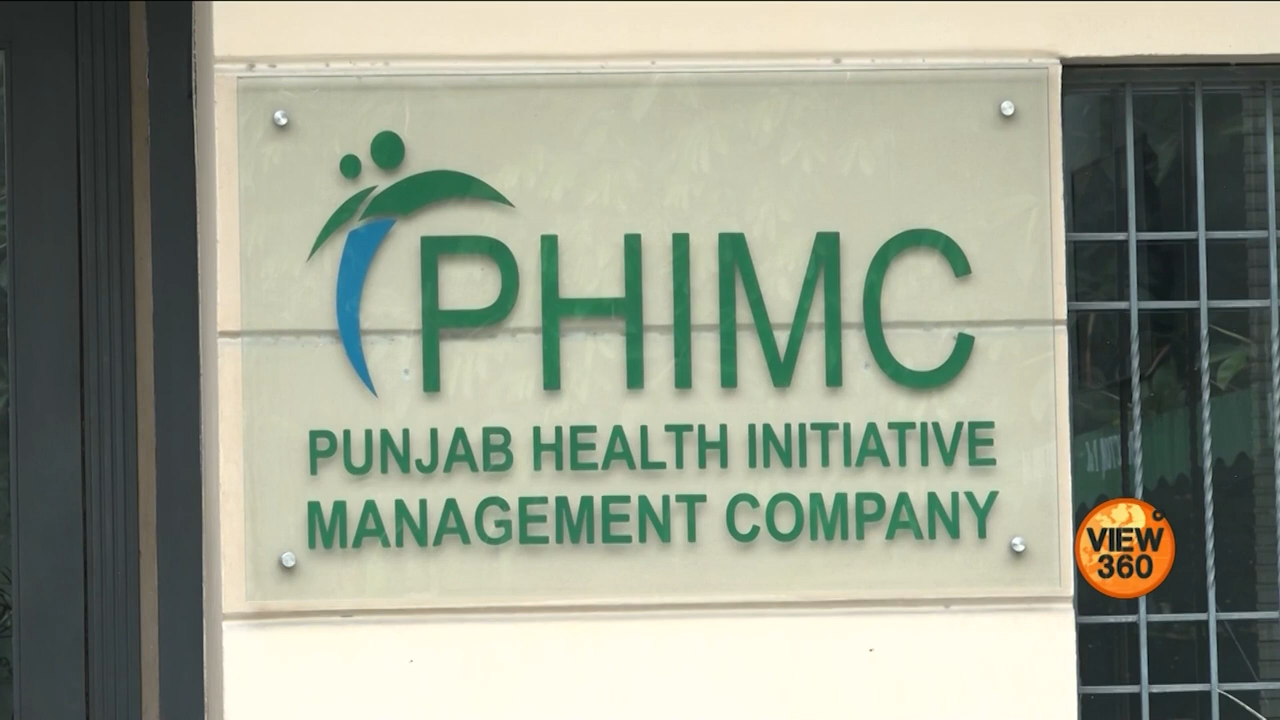 PHIMC
PUNJAB HEALTH INITIATIVE
MANAGEMENT COMPANY
VIEW
360°